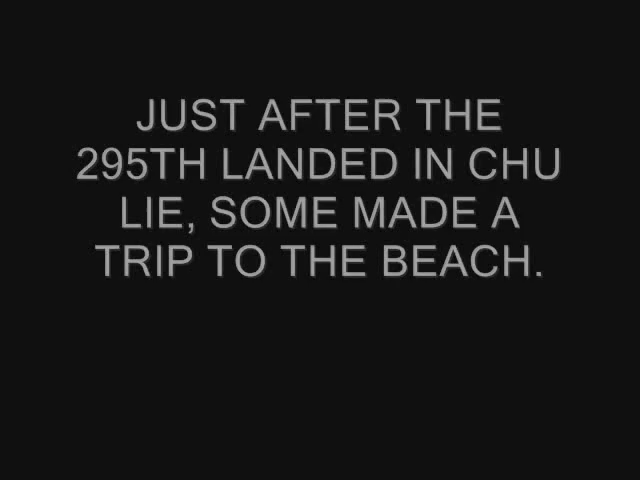 JUST AFTER THE
295TH LANDED IN CHU
LIE, SOME MADE A
TRIP TO THE BEACH.